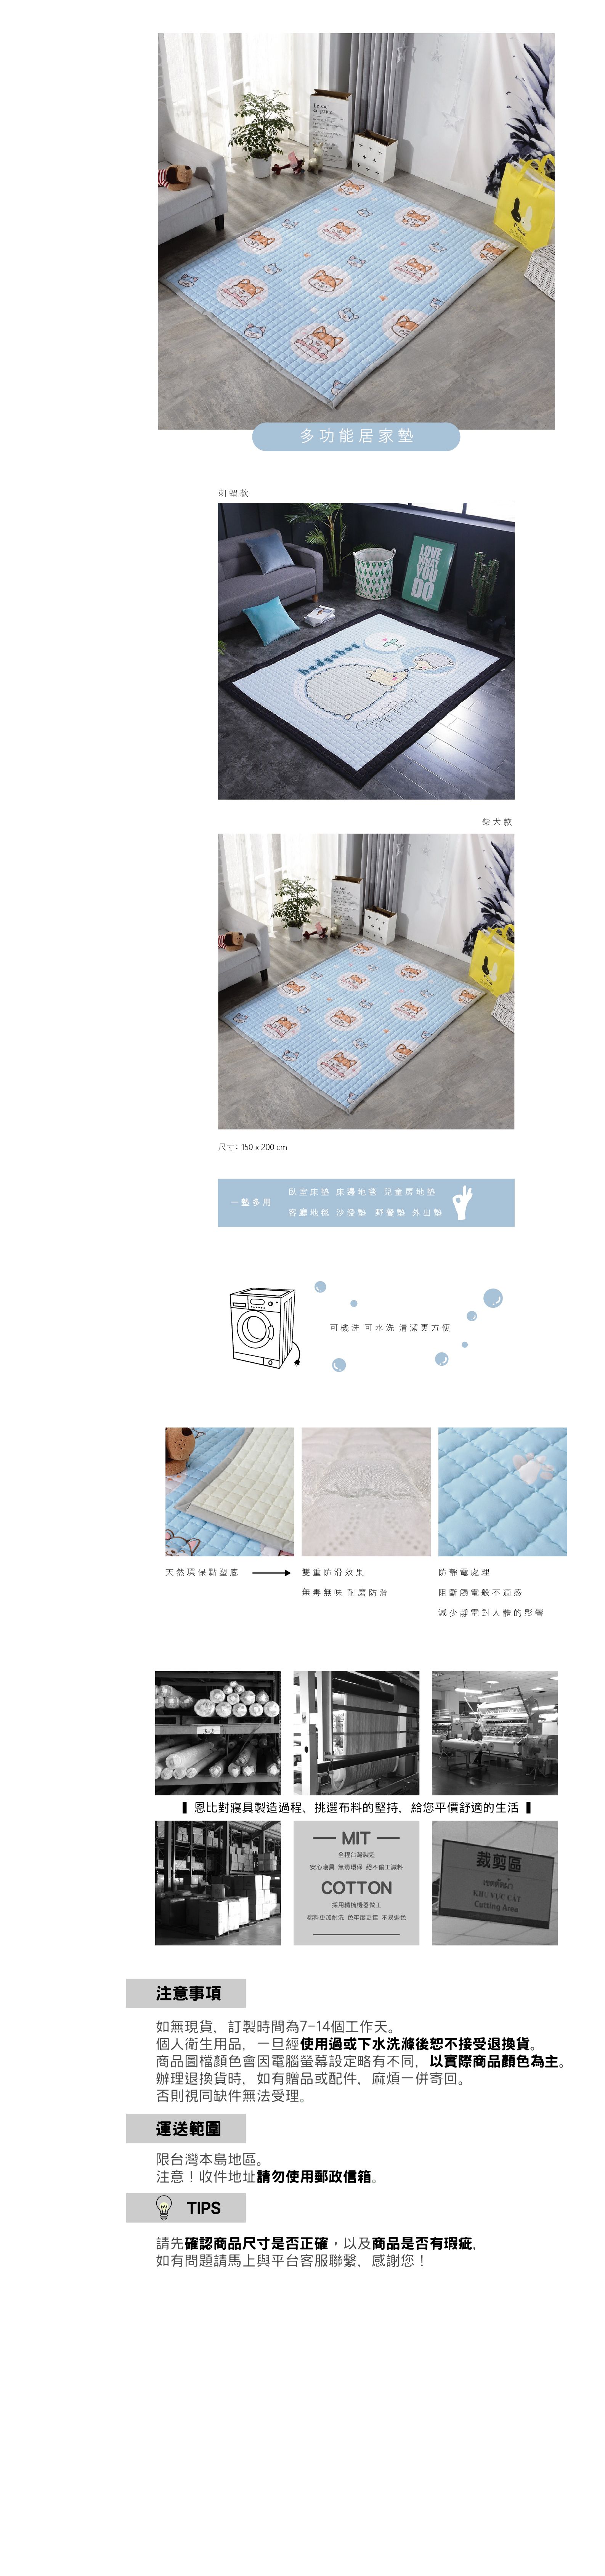 多功能居家墊
刺蝟款
LOVE
WHAT
YOU
DO
hedgehog
柴犬款
尺寸: 150 x 200 cm
一墊多用
臥室床墊 床邊地毯 兒童房地墊
客廳地毯 沙發墊 野餐墊 外出墊
可機洗 可水洗 清潔更方便
天然環保點塑底
雙重防滑效果
無毒無味 耐磨防滑
防靜電處理
阻斷觸電般不適感
減少靜電對人體的影響
3-2
恩比對寢具製造過程、挑選布料的堅持，給您平價舒適的生活
MIT
全程台灣製造
安心寢具 無毒環保 絕不偷工減料
COTTON
採用精梳機器做工
棉料更加耐洗 色牢度更佳 不易退色
裁剪區
เขตตัดผ้า
KHU VỰC CẮT
Cutting Area
注意事項
如無現貨，訂製時間為7-14個工作天。
個人衛生用品，一旦經使用過或下水洗滌後恕不接受退換貨。
商品圖檔顏色會因電腦螢幕設定略有不同，以實際商品顏色為主。
辦理退換貨時，如有贈品或配件，麻煩一併寄回。
否則視同缺件無法受理。
運送範圍
限台灣本島地區。
注意！收件地址請勿使用郵政信箱。
TIPS
請先確認商品尺寸是否正確，以及商品是否有瑕疵，
如有問題請馬上與平台客服聯繫，感謝您！